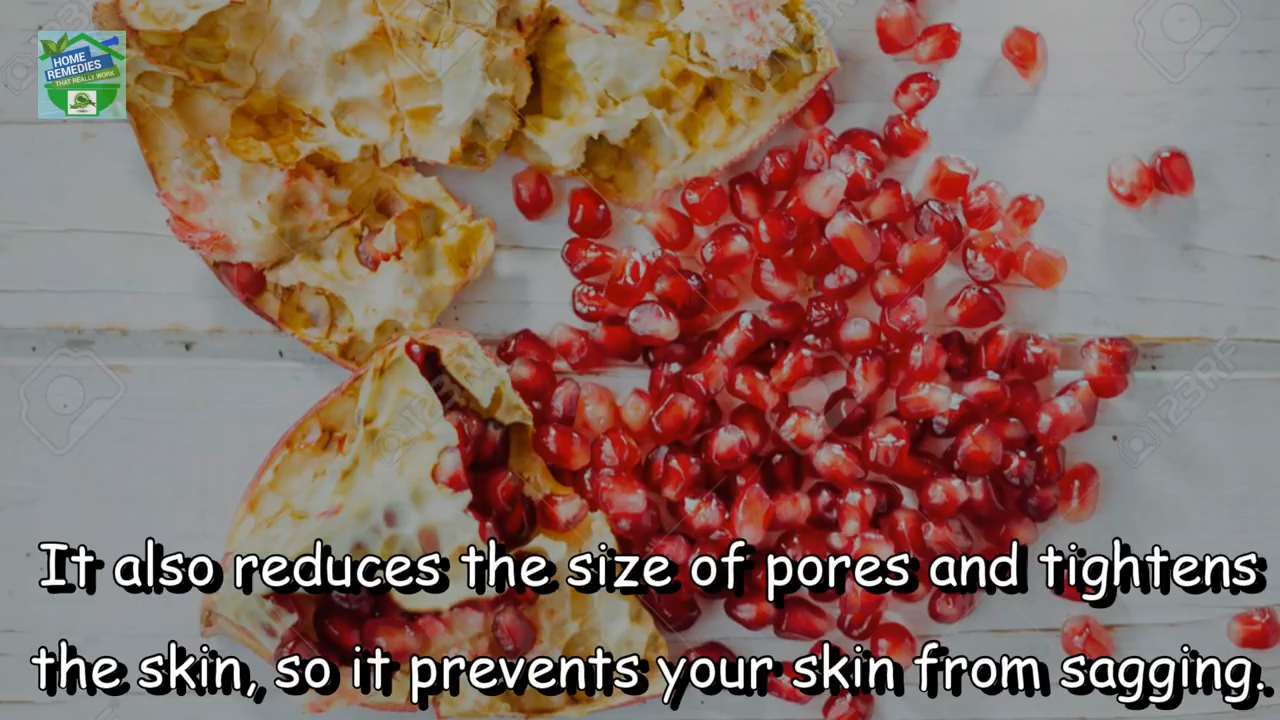 HOME
REMEDIES
THAT REALLY WORK
It also reduces the size of pores and tightens
the skin, so it prevents your skin from sagging.
123RF